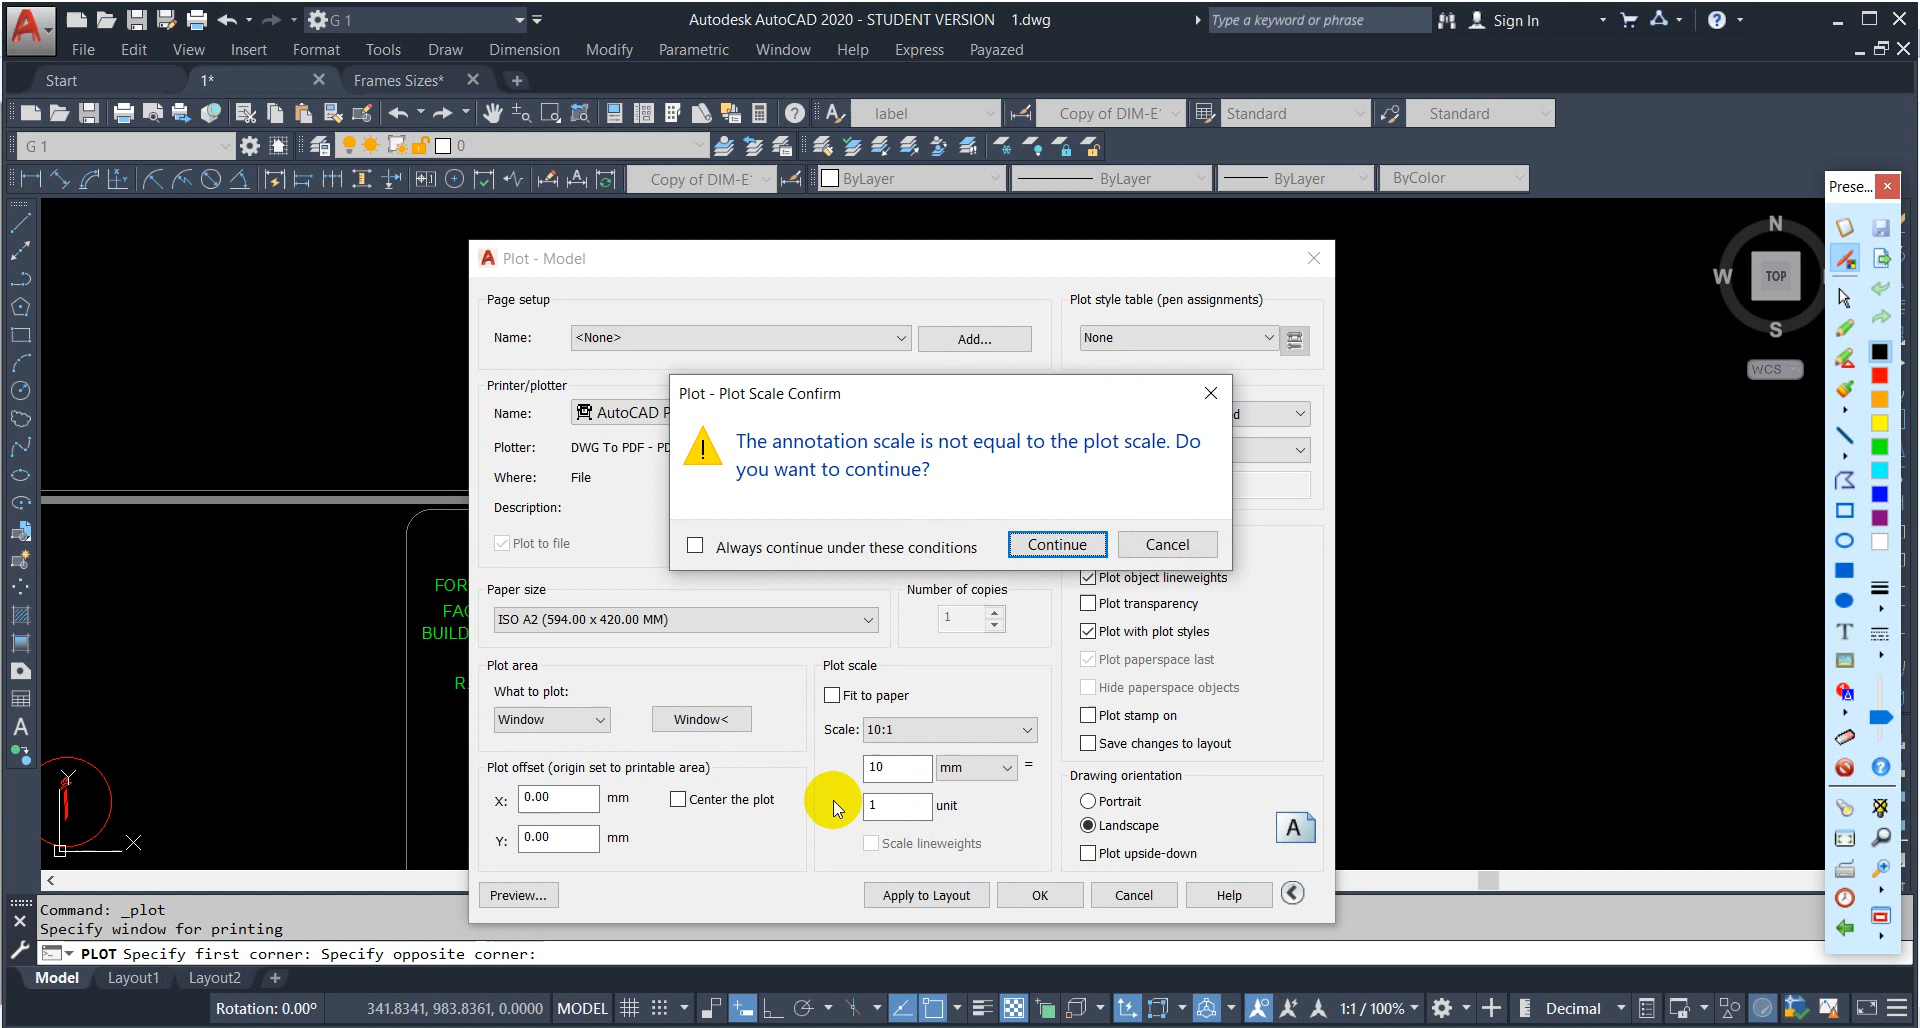 G 1
Autodesk AutoCAD 2020 - STUDENT VERSION 1.dwg
Type a keyword or phrase
Sign In
File Edit View Insert Format Tools Draw Dimension Modify Parametric Window Help Express Payazed
Start 1* Frames Sizes*
label Copy of DIM-E Standard Standard
G 1 0
Copy of DIM-E ByLayer ByLayer ByLayer ByColor
Prese...
N
W TOP
S
WCS
Plot - Model
Page setup
Name: <None> Add...
Plot style table (pen assignments)
None
Printer/plotter
Name: AutoCAD P
Plotter: DWG To PDF - PD
Where: File
Description:
Plot to file
Plot - Plot Scale Confirm
The annotation scale is not equal to the plot scale. Do
you want to continue?
Always continue under these conditions
Continue Cancel
d
Paper size
ISO A2 (594.00 x 420.00 MM)
Number of copies
1
Plot object lineweights
Plot transparency
Plot with plot styles
Plot paperspace last
Hide paperspace objects
Plot stamp on
Save changes to layout
Plot area
What to plot:
Window Window<
Plot scale
Fit to paper
Scale: 10:1
10 mm =
1 unit
Scale lineweights
Plot offset (origin set to printable area)
X: 0.00 mm
Center the plot
Y: 0.00 mm
Drawing orientation
Portrait
Landscape
Plot upside-down
A
Preview... Apply to Layout OK Cancel Help
FOR
FAC
BUILD
R
Y
X
Command: _plot
Specify window for printing
PLOT Specify first corner: Specify opposite corner:
Model Layout1 Layout2
Rotation: 0.00° 341.8341, 983.8361, 0.0000 MODEL 1:1 / 100% Decimal